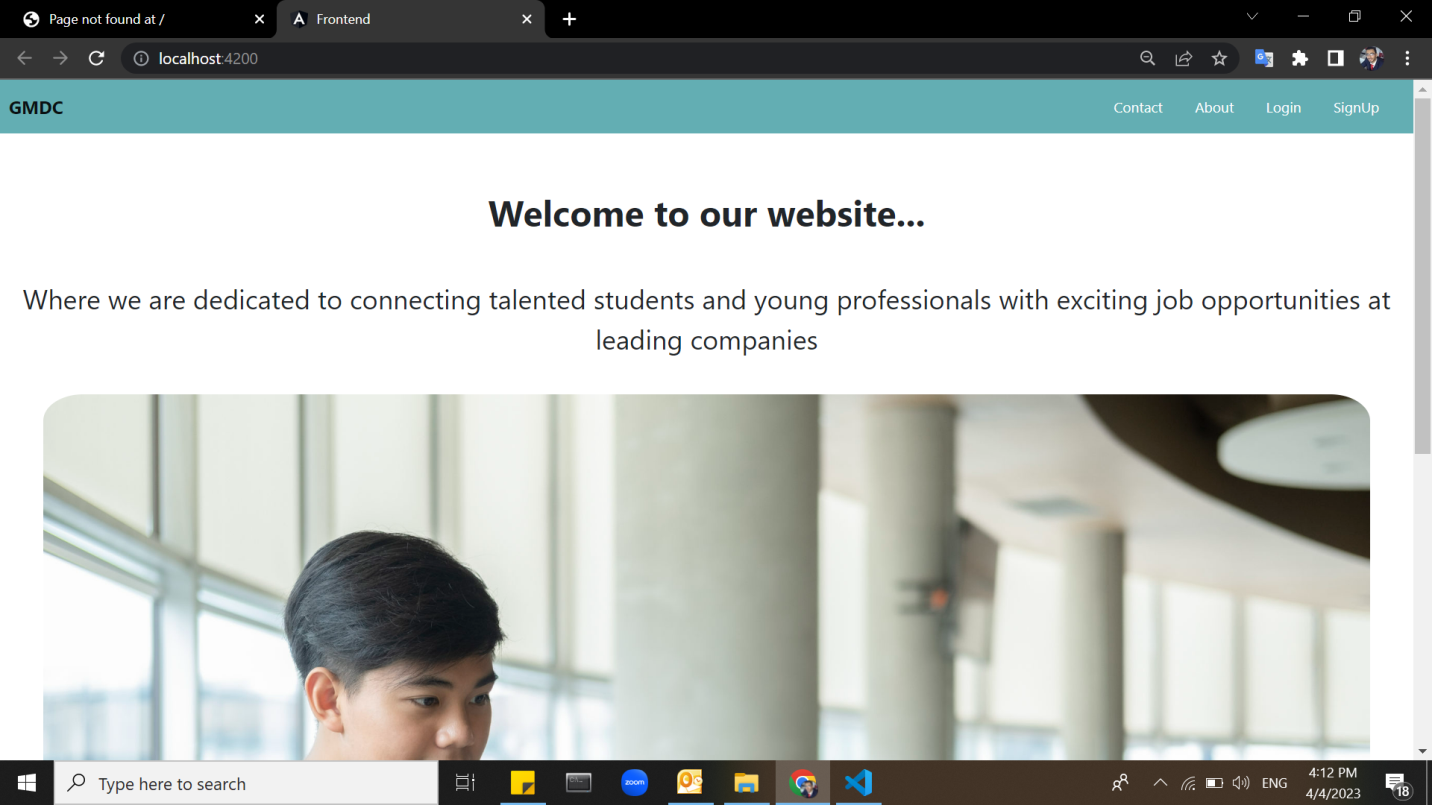 Page not found at /
Frontend
localhost:4200
GMDC
Contact About Login SignUp
Welcome to our website...
Where we are dedicated to connecting talented students and young professionals with exciting job opportunities at
leading companies
Type here to search
zoom
ENG
4:12 PM
4/4/2023
18